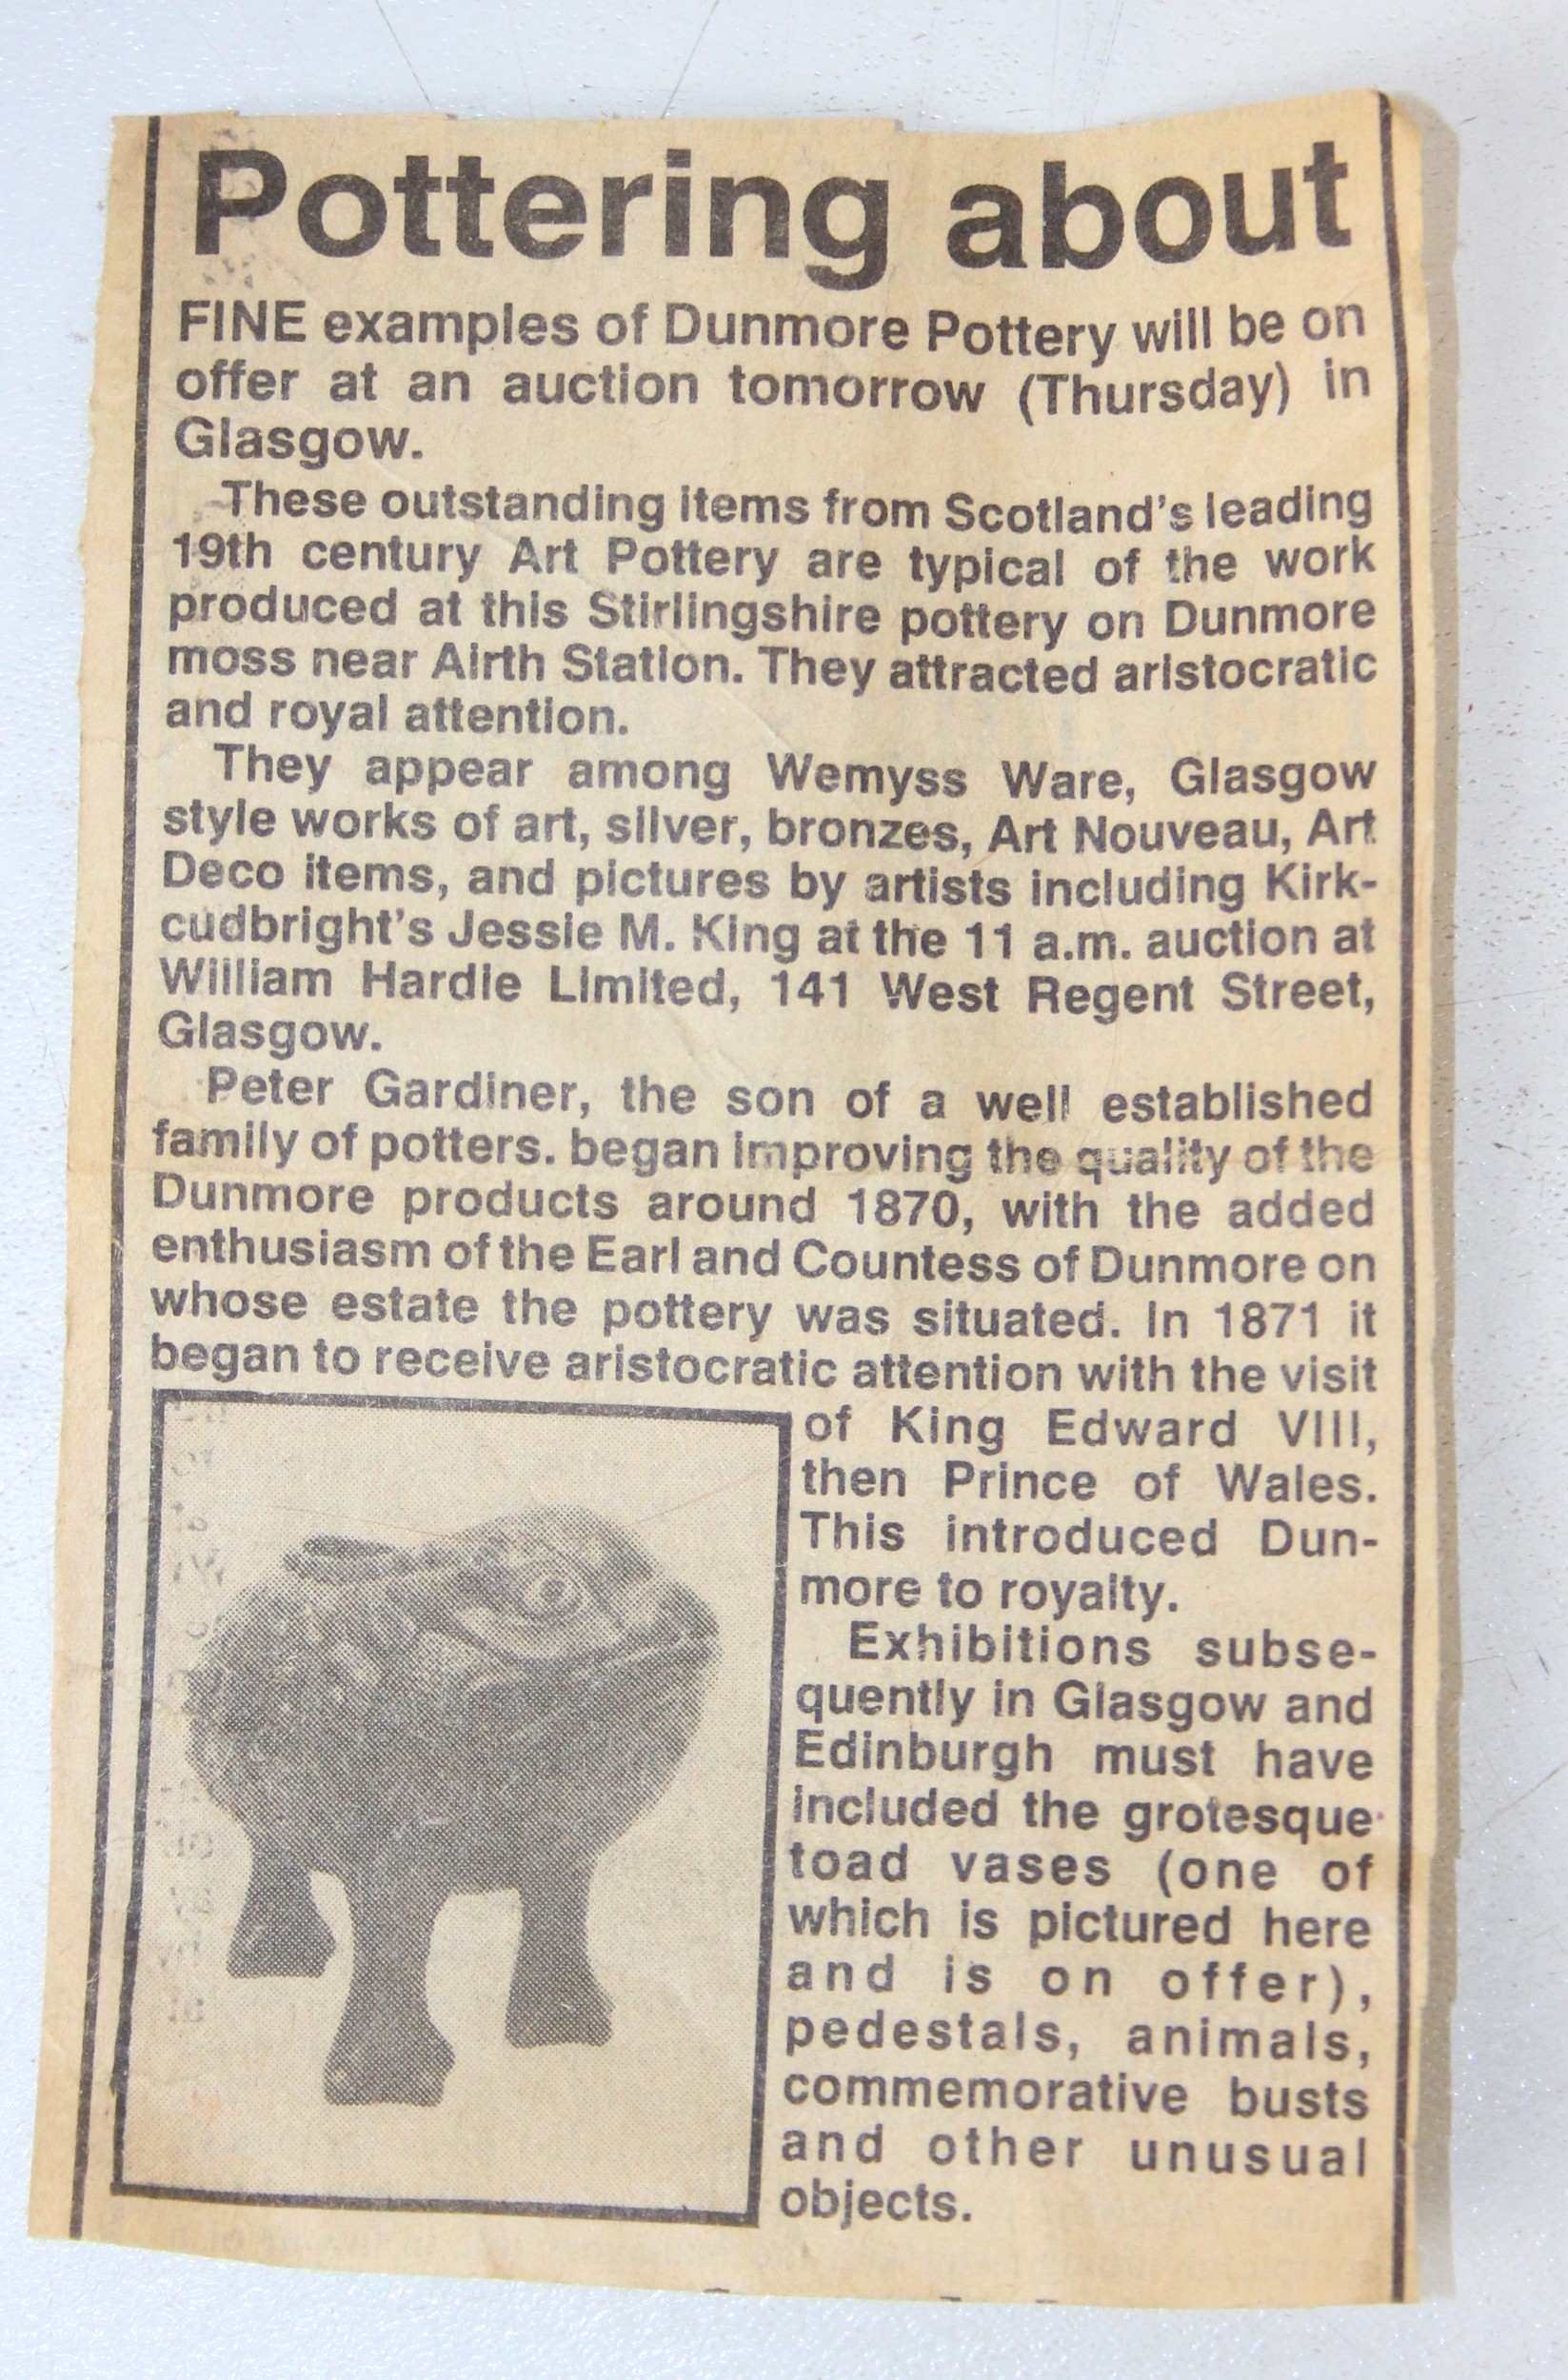 Pottering about
FINE examples of Dunmore Pottery will be on
offer at an auction tomorrow (Thursday) in
Glasgow.
These outstanding items from Scotland's leading
19th century Art Pottery are typical of the work
produced at this Stirlingshire pottery on Dunmore
moss near Airth Station. They attracted aristocratic
and royal attention.
They appear among Wemyss Ware, Glasgow
style works of art, silver, bronzes, Art Nouveau, Art
Deco items, and pictures by artists including Kirk-
cudbright's Jessie M. King at the 11 a.m. auction at
William Hardie Limited, 141 West Regent Street,
Glasgow.
Peter Gardiner, the son of a well established
family of potters. began improving the quality of the
Dunmore products around 1870, with the added
enthusiasm of the Earl and Countess of Dunmore on
whose estate the pottery was situated. In 1871 it
began to receive aristocratic attention with the visit
of King Edward VIII,
then Prince of Wales.
This introduced Dun-
more to royalty.
Exhibitions subse-
quently in Glasgow and
Edinburgh must have
included the grotesque
toad vases (one of
which is pictured here
and is on offer),
pedestals, animals,
commemorative busts
and other unusual
objects.